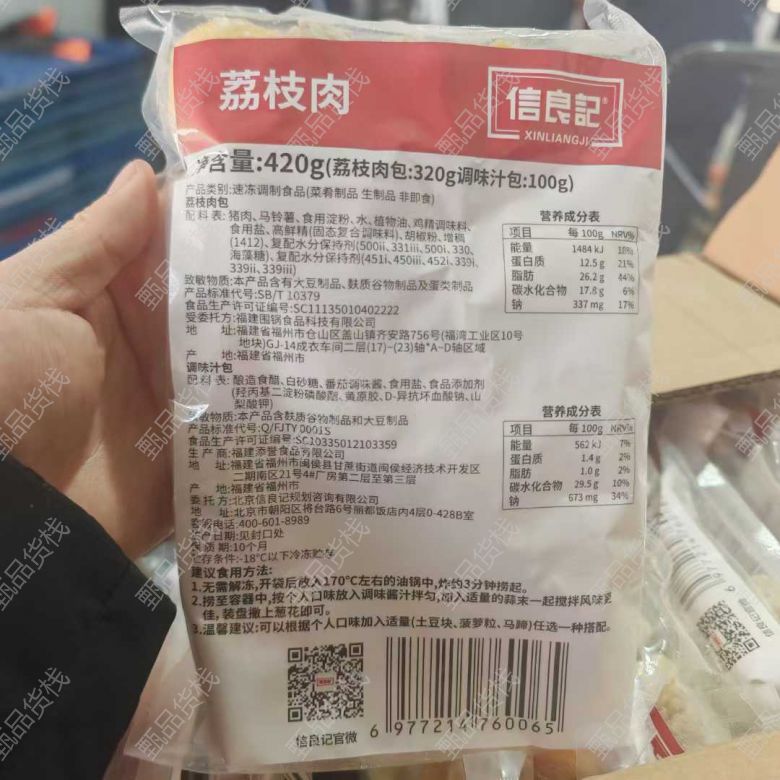 荔枝肉
信良記®
XINLIANGJI
净含量:420g(荔枝肉包:320g调味汁包:100g)
产品类别:速冻调制食品(菜肴制品 生制品 非即食)
荔枝肉包
配料表:猪肉、马铃薯、食用淀粉、水、植物油、鸡精调味料、
食用盐、高鲜精(固态复合调味料)、胡椒粉、增稠
(1412)、复配水分保持剂(500ii、331iii、500i、330、
海藻糖)、复配水分保持剂(451i、450iii、452i、339i、
339ii、339iii)
致敏物质:本产品含有大豆制品、麸质谷物制品及蛋类制品
产品标准代号:SB/T 10379
食品生产许可证编号:SC11135010402222
受委托方:福建围锅食品科技有限公司
地 址:福建省福州市仓山区盖山镇齐安路756号(福湾工业区10号
地块)GJ-14成衣车间二层(17)-(23)轴*A-D轴区域
产 地:福建省福州市
营养成分表
项目 每100g NRV%
能量 1484 kJ 18%
蛋白质 12.5 g 21%
脂肪 26.2 g 44%
碳水化合物 17.8 g 6%
钠 337 mg 17%
调味汁包
配料表:酿造食醋、白砂糖、番茄调味酱、食用盐、食品添加剂
(羟丙基二淀粉磷酸酯、黄原胶、D-异抗坏血酸钠、山
梨酸钾)
致敏物质:本产品含麸质谷物制品和大豆制品
产品标准代号:Q/FJTY 0001S
食品生产许可证编号:SC10335012103359
生 产 商:福建添誉食品有限公司
地 址:福建省福州市闽侯县甘蔗街道闽侯经济技术开发区
二期南区21号4#厂房第二层至第三层
产 地:福建省福州市
委 托 方:北京信良记规划咨询有限公司
地 址:北京市朝阳区将台路6号丽都饭店内4层0-428B室
客服电话:400-601-8989
生产日期:见封口处
保 质 期:10个月
贮存条件:-18℃以下冷冻贮存
营养成分表
项目 每100g NRV%
能量 562 kJ 7%
蛋白质 1.4 g 2%
脂肪 1.0 g 2%
碳水化合物 29.5 g 10%
钠 673 mg 34%
建议食用方法:
1.无需解冻,开袋后放入170℃左右的油锅中,炸约3分钟捞起。
2.捞至容器中,按个人口味放入调味酱汁拌匀,加入适量的蒜末一起搅拌风味更
佳,装盘撒上葱花即可。
3.温馨建议:可以根据个人口味加入适量(土豆块、菠萝粒、马蹄)任选一种搭配。
信良记官微
6 977214 760065
甄品货栈